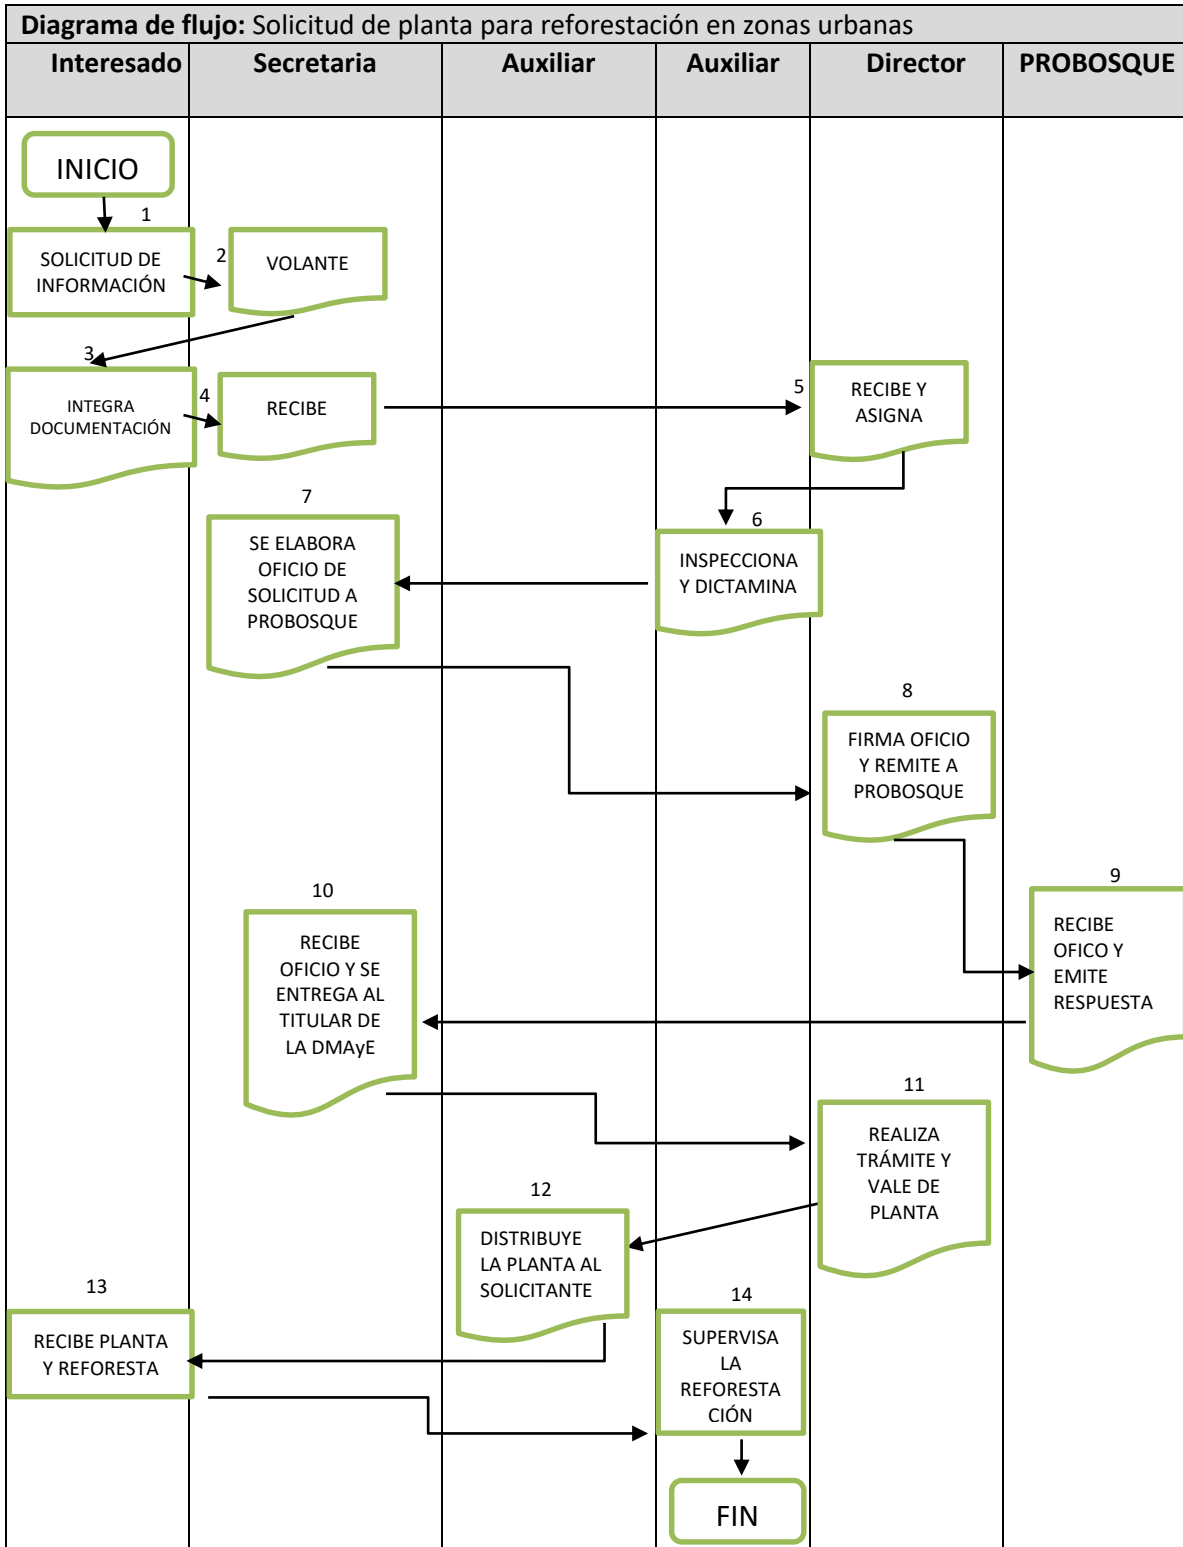 Diagrama de flujo: Solicitud de planta para reforestación en zonas urbanas
Interesado
Secretaria
Auxiliar
Auxiliar
Director
PROBOSQUE
INICIO
1
SOLICITUD DE
INFORMACIÓN
2
VOLANTE
3
INTEGRA
DOCUMENTACIÓN
4
RECIBE
5
RECIBE Y
ASIGNA
6
INSPECCIONA
Y DICTAMINA
7
SE ELABORA
OFICIO DE
SOLICITUD A
PROBOSQUE
8
FIRMA OFICIO
Y REMITE A
PROBOSQUE
9
RECIBE
OFICO Y
EMITE
RESPUESTA
10
RECIBE
OFICIO Y SE
ENTREGA AL
TITULAR DE
LA DMAyE
11
REALIZA
TRÁMITE Y
VALE DE
PLANTA
12
DISTRIBUYE
LA PLANTA AL
SOLICITANTE
13
RECIBE PLANTA
Y REFORESTA
14
SUPERVISA
LA
REFORESTA
CIÓN
FIN